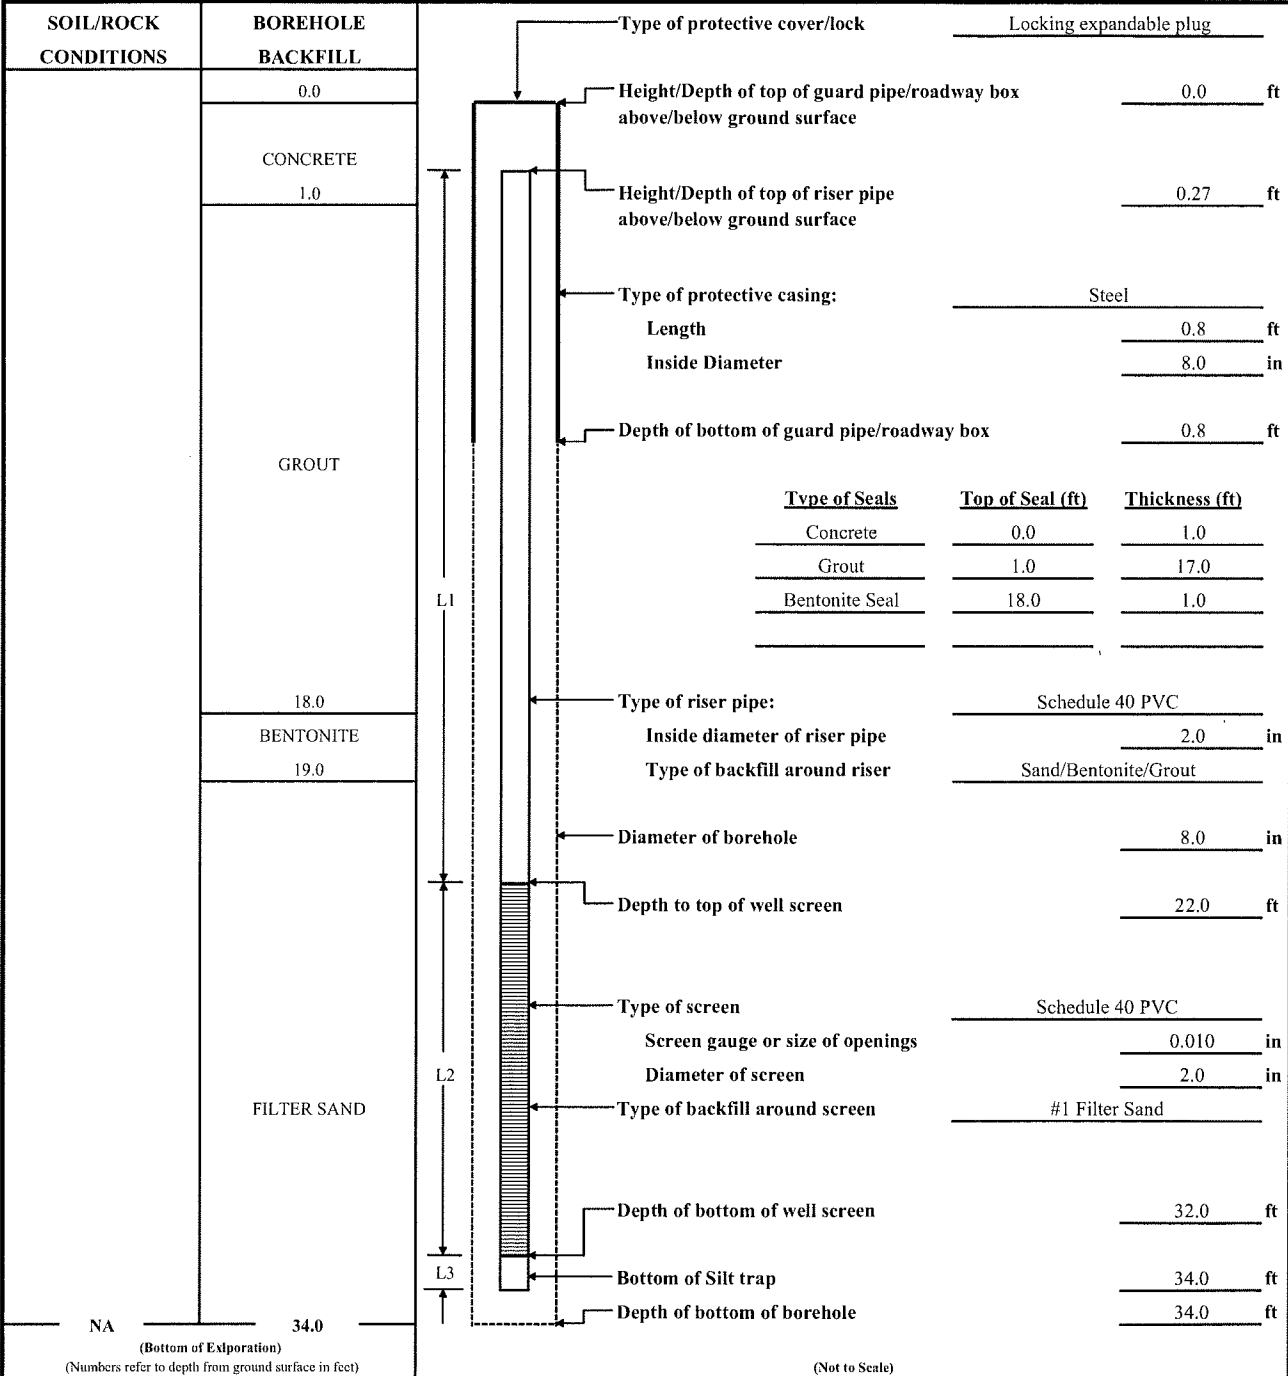 SOIL/ROCK
CONDITIONS
BOREHOLE
BACKFILL
0.0
CONCRETE
1.0
GROUT
18.0
BENTONITE
19.0
FILTER SAND
NA
34.0
(Bottom of Exlporation)
(Numbers refer to depth from ground surface in feet)
L1
L2
L3
Type of protective cover/lock Locking expandable plug
Height/Depth of top of guard pipe/roadway box 0.0 ft
above/below ground surface
Height/Depth of top of riser pipe 0.27 ft
above/below ground surface
Type of protective casing: Steel
Length 0.8 ft
Inside Diameter 8.0 in
Depth of bottom of guard pipe/roadway box 0.8 ft
Type of Seals Top of Seal (ft) Thickness (ft)
Concrete 0.0 1.0
Grout 1.0 17.0
Bentonite Seal 18.0 1.0
Type of riser pipe: Schedule 40 PVC
Inside diameter of riser pipe 2.0 in
Type of backfill around riser Sand/Bentonite/Grout
Diameter of borehole 8.0 in
Depth to top of well screen 22.0 ft
Type of screen Schedule 40 PVC
Screen gauge or size of openings 0.010 in
Diameter of screen 2.0 in
Type of backfill around screen #1 Filter Sand
Depth of bottom of well screen 32.0 ft
Bottom of Silt trap 34.0 ft
Depth of bottom of borehole 34.0 ft
(Not to Scale)